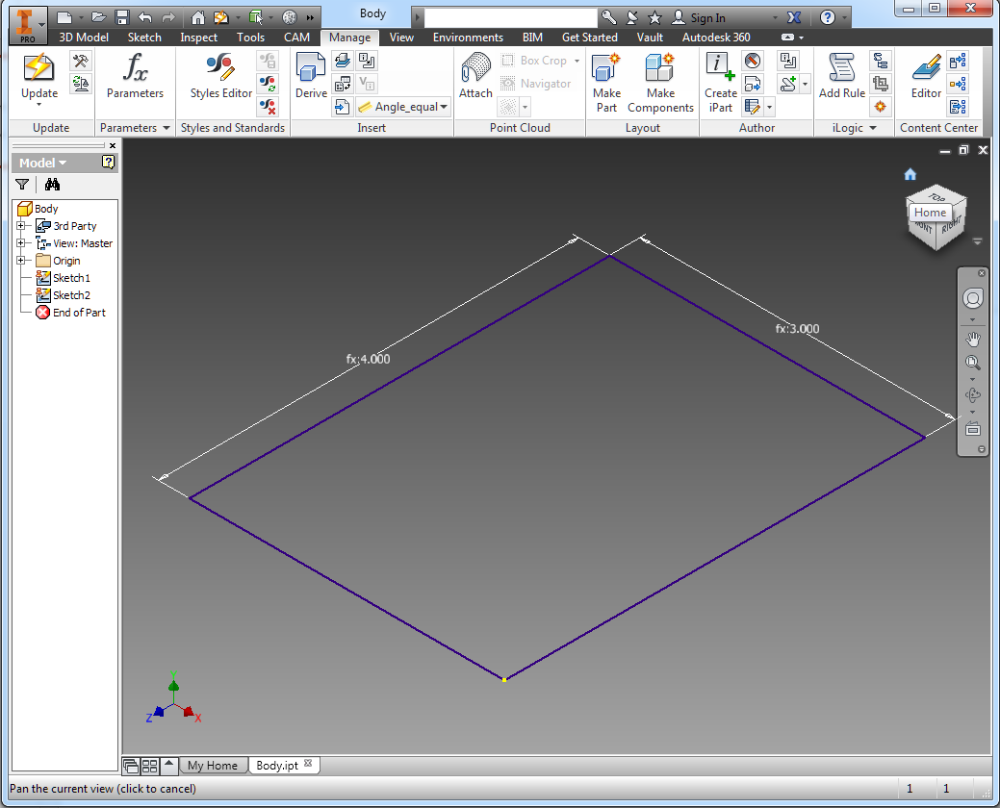 PRO
Body
Sign In
3D Model Sketch Inspect Tools CAM Manage View Environments BIM Get Started Vault Autodesk 360
Update
Parameters
Styles Editor
Derive
Angle_equal
Attach
Box Crop
Navigator
Make Part
Make Components
Create iPart
Add Rule
Editor
Update Parameters Styles and Standards Insert Point Cloud Layout Author iLogic Content Center
Model
Body
3rd Party
View: Master
Origin
Sketch1
Sketch2
End of Part
TOP
Home
RIGHT
fx:3.000
fx:4.000
Y
Z X
My Home Body.ipt
Pan the current view (click to cancel) 1 1